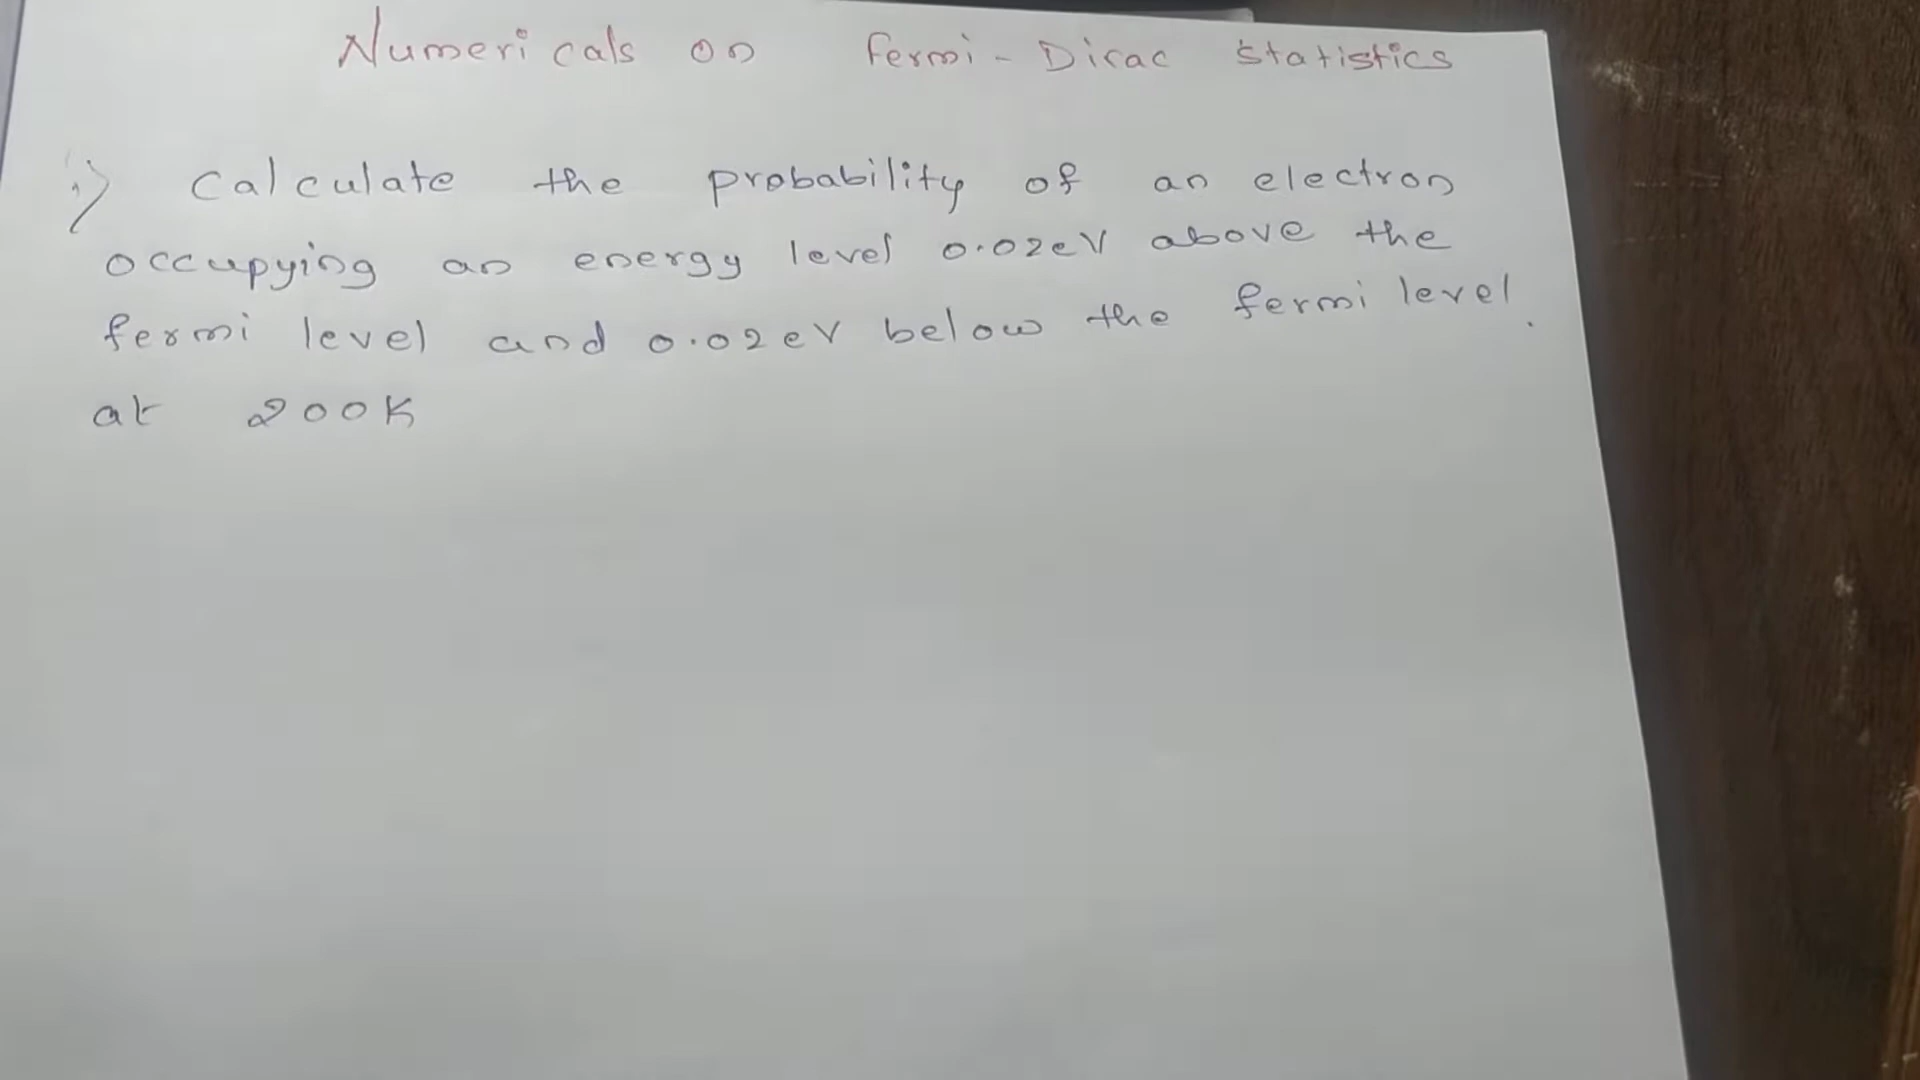 Numericals on Fermi-Dirac statistics
1) Calculate the probability of an electron
occupying an energy level 0.02eV above the
fermi level and 0.02eV below the fermi level.
at 200K